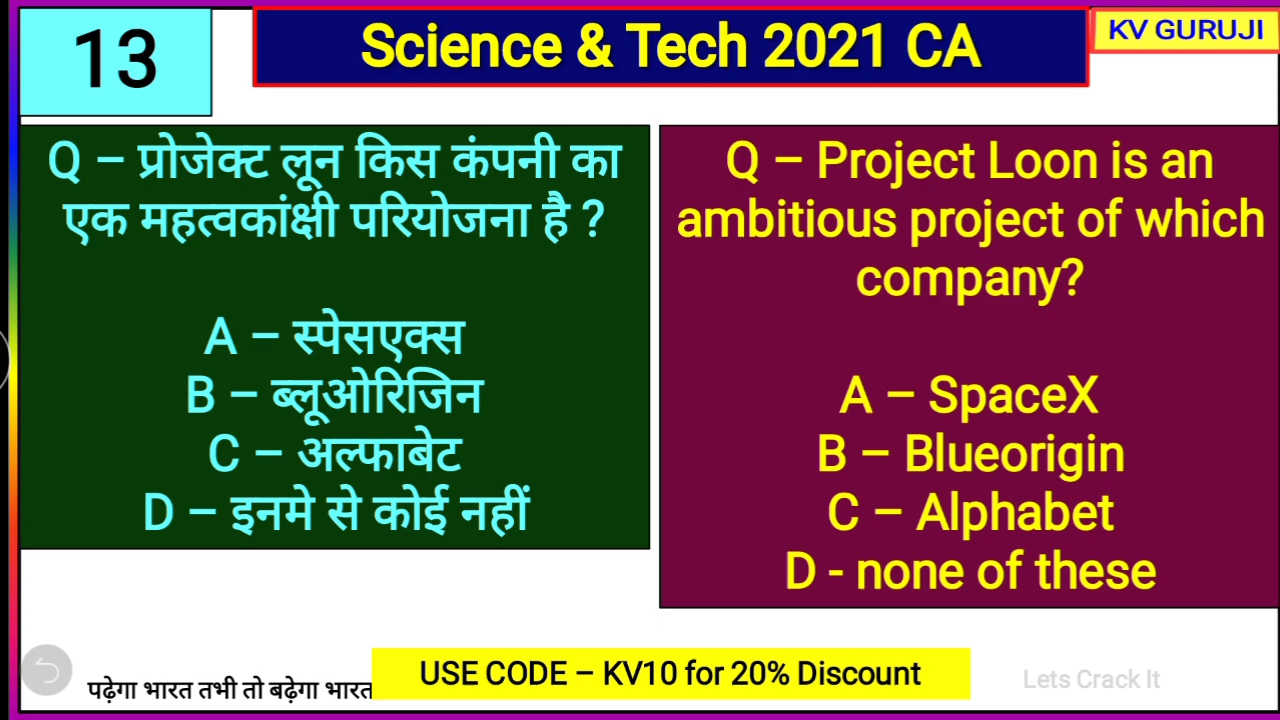 13
Science & Tech 2021 CA
KV GURUJI
Q – प्रोजेक्ट लून किस कंपनी का
एक महत्वकांक्षी परियोजना है ?
A – स्पेसएक्स
B – ब्लूओरिजिन
C – अल्फाबेट
D – इनमे से कोई नहीं
Q – Project Loon is an
ambitious project of which
company?
A – SpaceX
B – Blueorigin
C – Alphabet
D - none of these
पढ़ेगा भारत तभी तो बढ़ेगा भारत
USE CODE – KV10 for 20% Discount
Lets Crack It